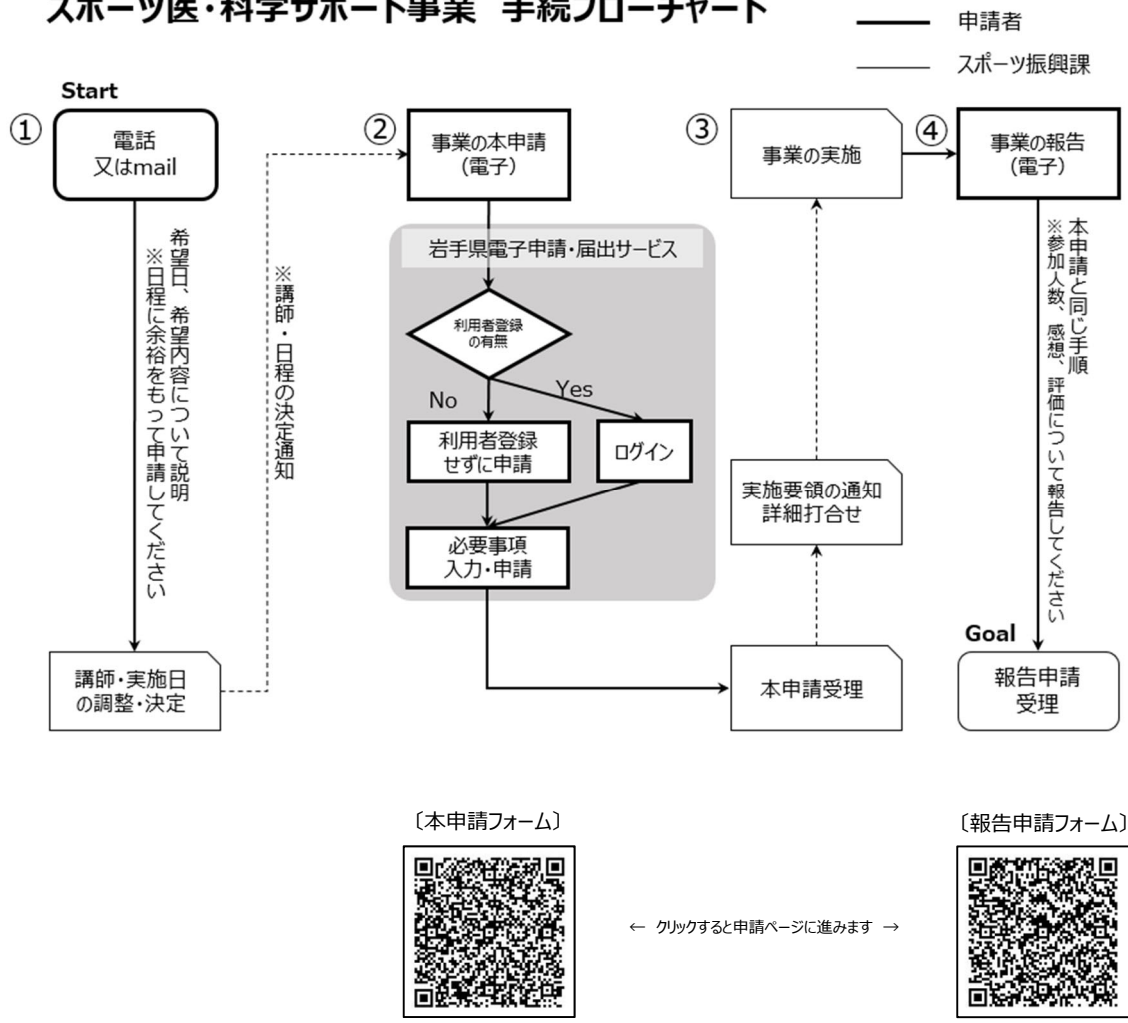 スポーツ医・科学サポート事業 手続フローチャート
申請者
スポーツ振興課
Start
①
電話
又はmail
希望日、希望内容について説明
※日程に余裕をもって申請してください
講師・実施日
の調整・決定
※講師・日程の決定通知
②
事業の本申請
(電子)
岩手県電子申請・届出サービス
利用者登録
の有無
No
Yes
利用者登録
せずに申請
ログイン
必要事項
入力・申請
③
事業の実施
実施要領の通知
詳細打合せ
本申請受理
④
事業の報告
(電子)
本申請と同じ手順
※参加人数、感想、評価について報告してください
Goal
報告申請
受理
〔本申請フォーム〕
〔報告申請フォーム〕
← クリックすると申請ページに進みます →